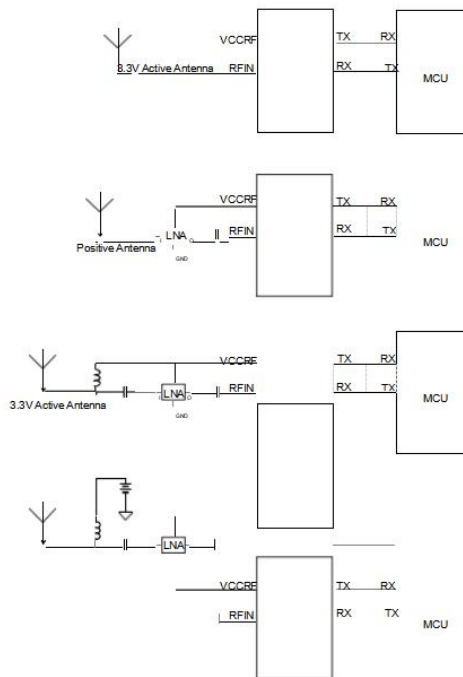 VCCRF TX RX
3.3V Active Antenna RFIN RX TX MCU
VCCRF TX RX
Positive Antenna LNA RFIN RX TX MCU
GND
VCCRF TX RX
3.3V Active Antenna LNA RFIN RX TX MCU
GND
LNA
VCCRF TX RX
RFIN RX TX MCU